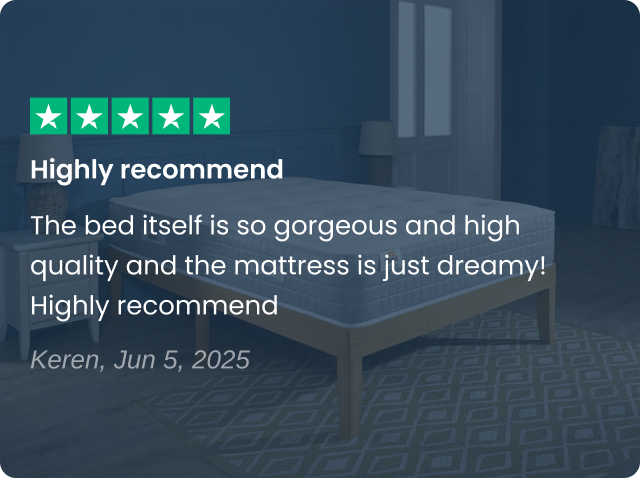 Highly recommend
The bed itself is so gorgeous and high
quality and the mattress is just dreamy!
Highly recommend
Keren, Jun 5, 2025